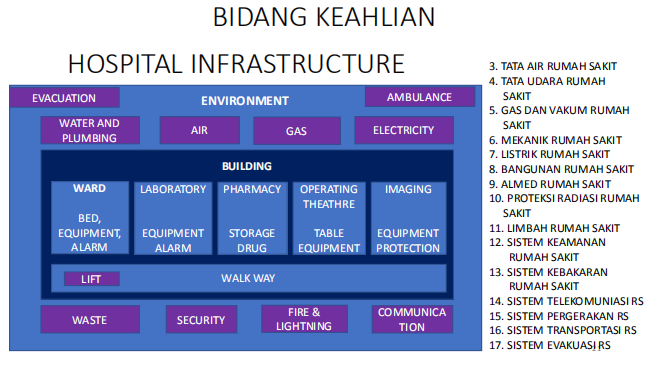 BIDANG KEAHLIAN
HOSPITAL INFRASTRUCTURE
EVACUATION
ENVIRONMENT
AMBULANCE
WATER AND
PLUMBING
AIR
GAS
ELECTRICITY
BUILDING
WARD
BED,
EQUIPMENT,
ALARM
LABORATORY
EQUIPMENT
ALARM
PHARMACY
STORAGE
DRUG
OPERATING
THEATHRE
TABLE
EQUIPMENT
IMAGING
EQUIPMENT
PROTECTION
LIFT
WALK WAY
WASTE
SECURITY
FIRE &
LIGHTNING
COMMUNICA
TION
3. TATA AIR RUMAH SAKIT
4. TATA UDARA RUMAH
SAKIT
5. GAS DAN VAKUM RUMAH
SAKIT
6. MEKANIK RUMAH SAKIT
7. LISTRIK RUMAH SAKIT
8. BANGUNAN RUMAH SAKIT
9. ALMED RUMAH SAKIT
10. PROTEKSI RADIASI RUMAH
SAKIT
11. LIMBAH RUMAH SAKIT
12. SISTEM KEAMANAN
RUMAH SAKIT
13. SISTEM KEBAKARAN
RUMAH SAKIT
14. SISTEM TELEKOMUNIASI RS
15. SISTEM PERGERAKAN RS
16. SISTEM TRANSPORTASI RS
17. SISTEM EVAKUASI RS